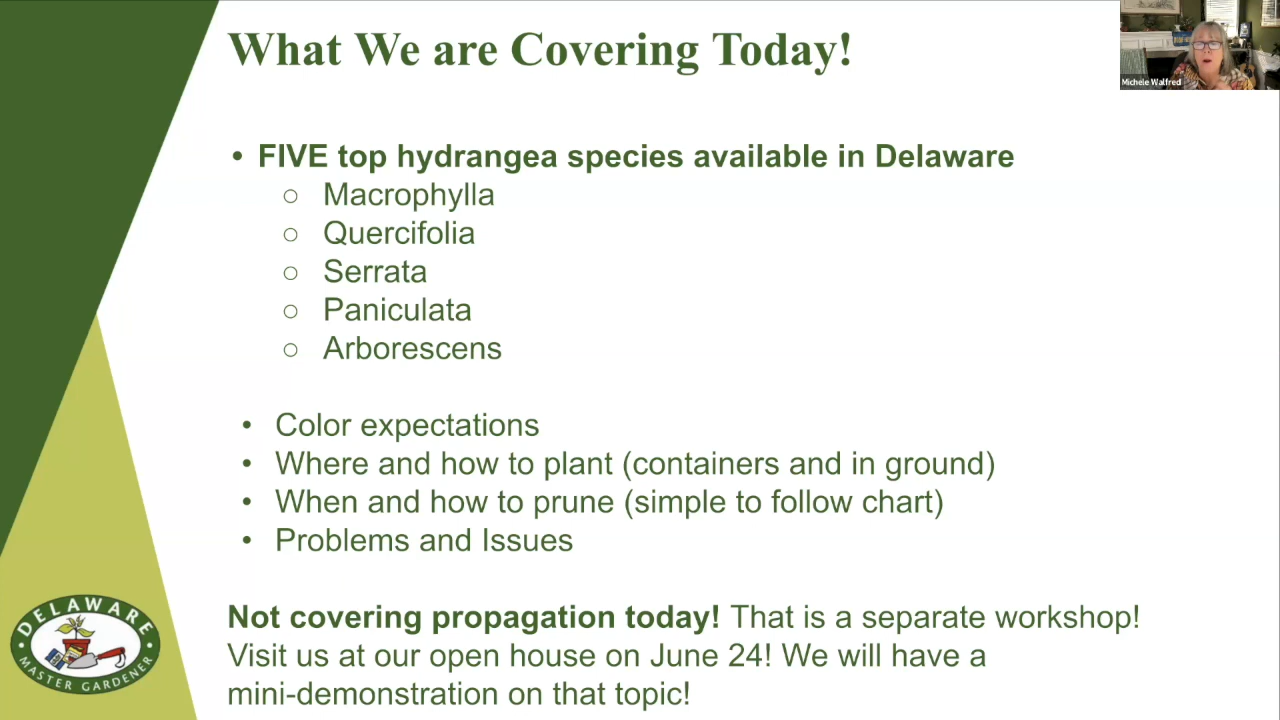 What We are Covering Today!
Michele Walfred
• FIVE top hydrangea species available in Delaware
○ Macrophylla
○ Quercifolia
○ Serrata
○ Paniculata
○ Arborescens
• Color expectations
• Where and how to plant (containers and in ground)
• When and how to prune (simple to follow chart)
• Problems and Issues
Not covering propagation today! That is a separate workshop!
Visit us at our open house on June 24! We will have a
mini-demonstration on that topic!
DELAWARE
MASTER GARDENER